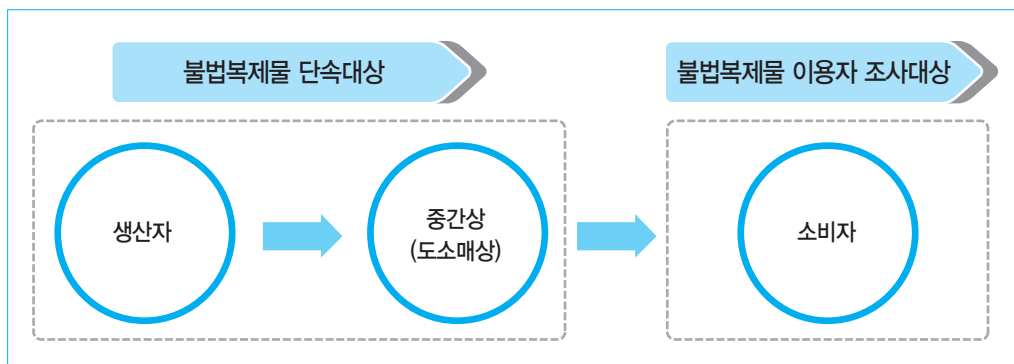 불법복제물 단속대상
불법복제물 이용자 조사대상
생산자
중간상
(도소매상)
소비자